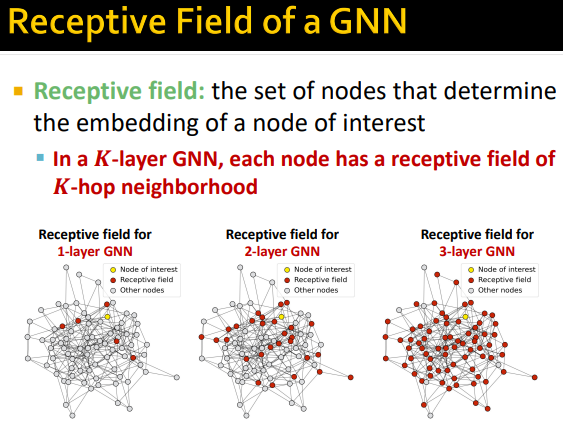 Receptive Field of a GNN
Receptive field: the set of nodes that determine
the embedding of a node of interest
In a K-layer GNN, each node has a receptive field of
K-hop neighborhood
Receptive field for
1-layer GNN
Node of interest
Receptive field
Other nodes
Receptive field for
2-layer GNN
Node of interest
Receptive field
Other nodes
Receptive field for
3-layer GNN
Node of interest
Receptive field
Other nodes